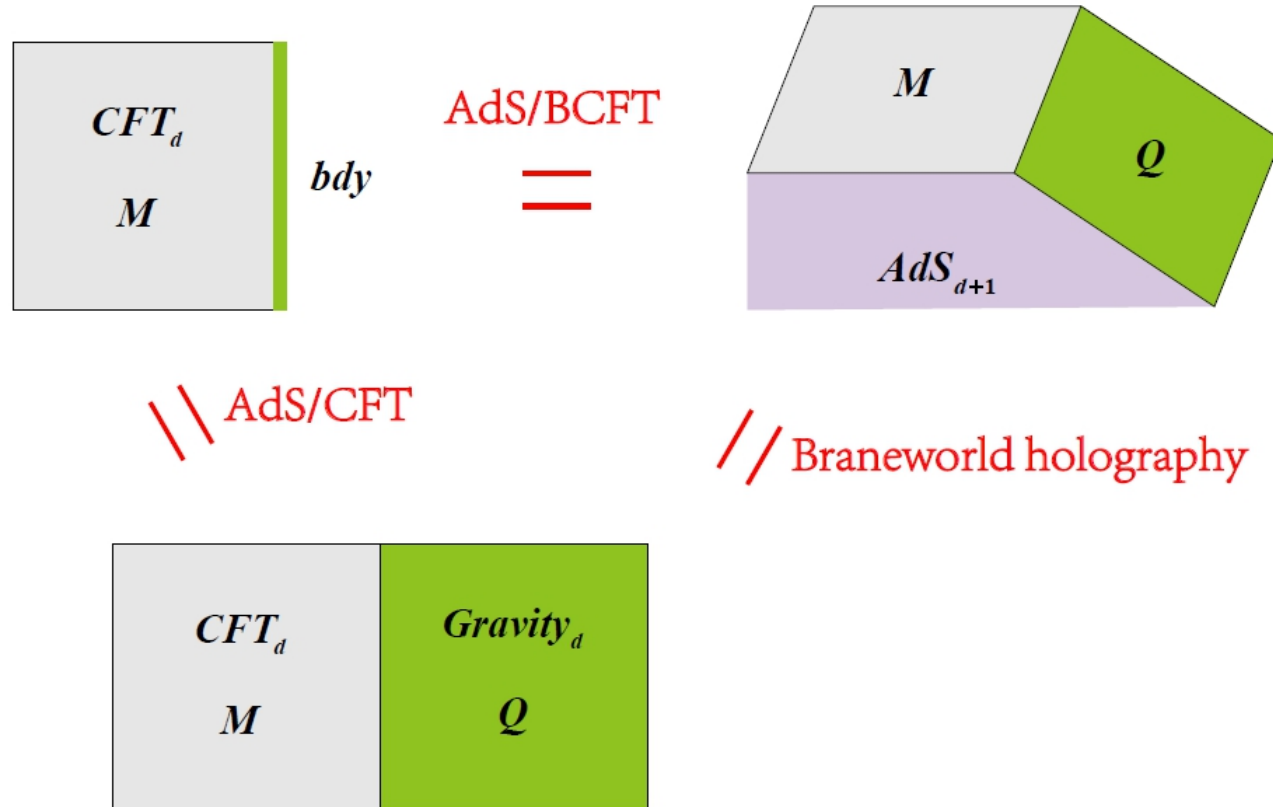 CFT_d
M
bdy
AdS/BCFT
M
Q
AdS_{d+1}
AdS/CFT
Braneworld holography
CFT_d
M
Gravity_d
Q